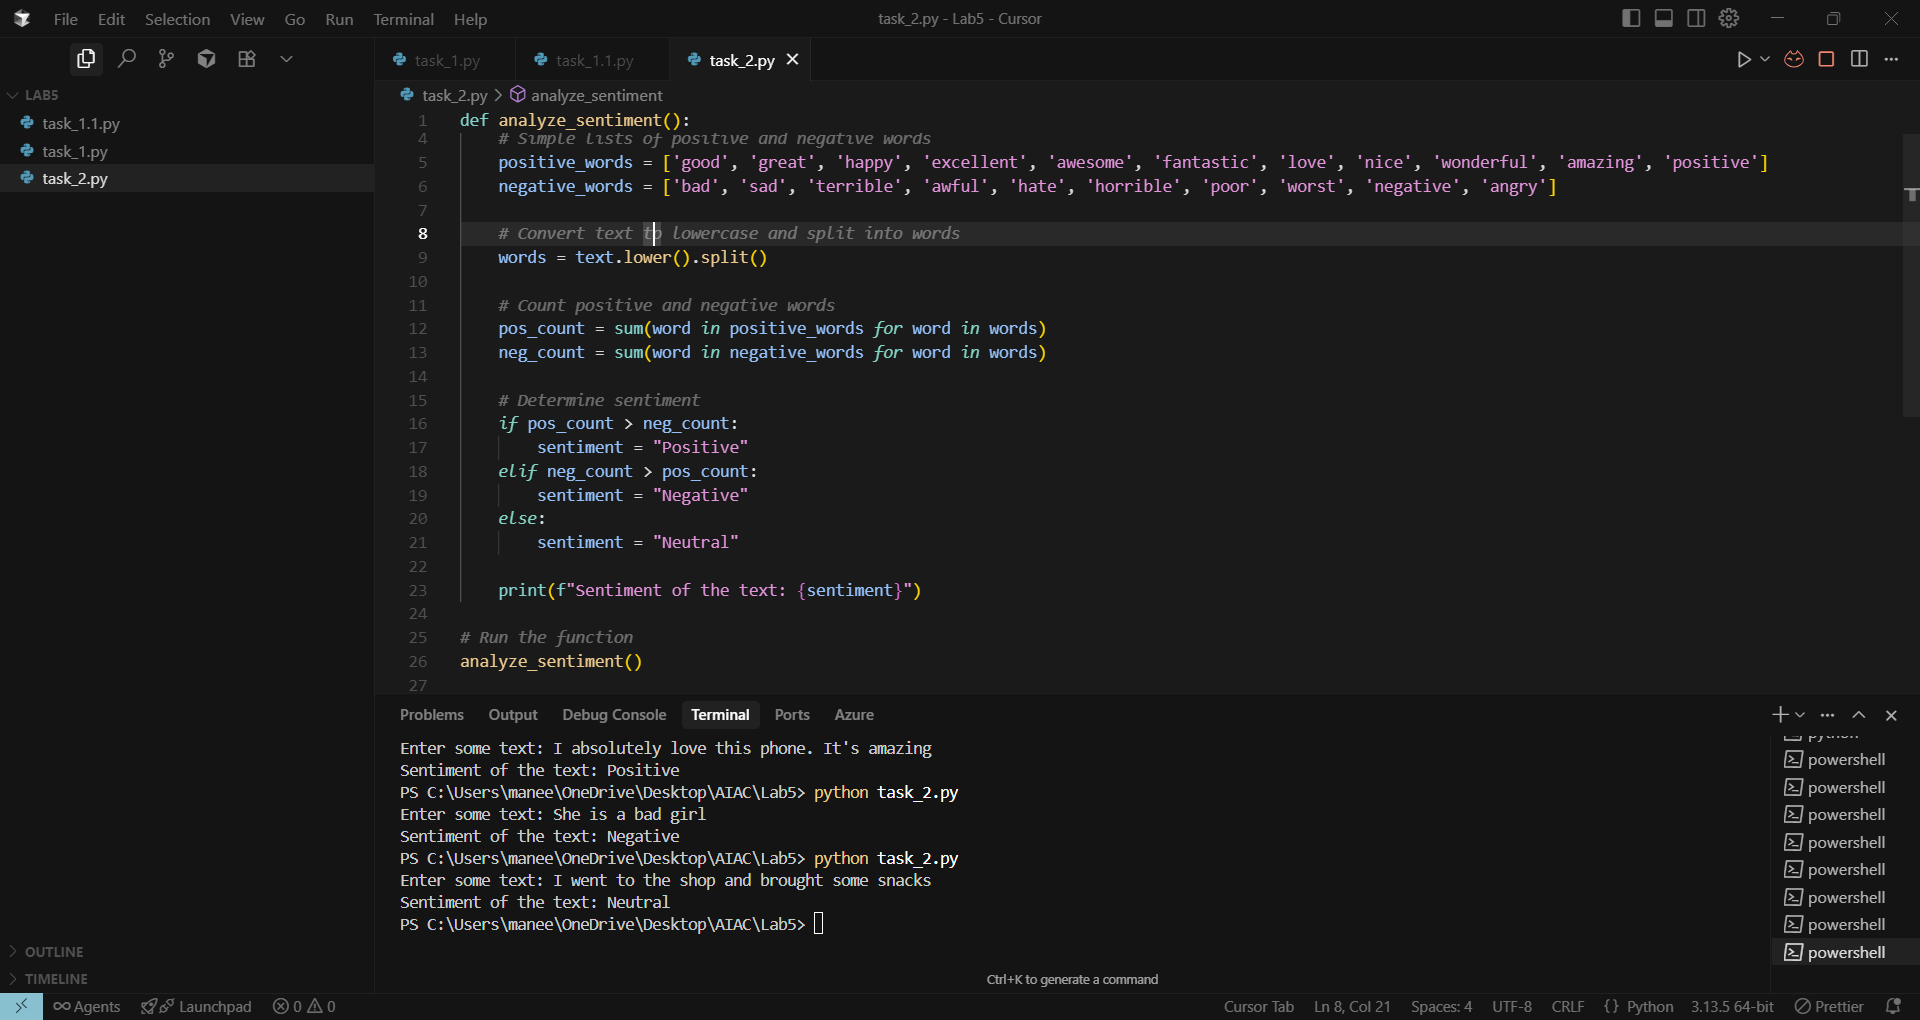 File Edit Selection View Go Run Terminal Help
task_2.py - Lab5 - Cursor
task_1.py
task_1.1.py
task_2.py
LAB5
task_1.1.py
task_1.py
task_2.py
task_2.py > analyze_sentiment
1 def analyze_sentiment():
4 # Simple lists of positive and negative words
5 positive_words = ['good', 'great', 'happy', 'excellent', 'awesome', 'fantastic', 'love', 'nice', 'wonderful', 'amazing', 'positive']
6 negative_words = ['bad', 'sad', 'terrible', 'awful', 'hate', 'horrible', 'poor', 'worst', 'negative', 'angry']
7
8 # Convert text to lowercase and split into words
9 words = text.lower().split()
10
11 # Count positive and negative words
12 pos_count = sum(word in positive_words for word in words)
13 neg_count = sum(word in negative_words for word in words)
14
15 # Determine sentiment
16 if pos_count > neg_count:
17 sentiment = "Positive"
18 elif neg_count > pos_count:
19 sentiment = "Negative"
20 else:
21 sentiment = "Neutral"
22
23 print(f"Sentiment of the text: {sentiment}")
24
25 # Run the function
26 analyze_sentiment()
27
Problems Output Debug Console Terminal Ports Azure
Enter some text: I absolutely love this phone. It's amazing
Sentiment of the text: Positive
PS C:\Users\manee\OneDrive\Desktop\AIAC\Lab5> python task_2.py
Enter some text: She is a bad girl
Sentiment of the text: Negative
PS C:\Users\manee\OneDrive\Desktop\AIAC\Lab5> python task_2.py
Enter some text: I went to the shop and brought some snacks
Sentiment of the text: Neutral
PS C:\Users\manee\OneDrive\Desktop\AIAC\Lab5>
python
powershell
powershell
powershell
powershell
powershell
powershell
powershell
powershell
Ctrl+K to generate a command
OUTLINE
TIMELINE
Agents Launchpad 0 0
Cursor Tab Ln 8, Col 21 Spaces: 4 UTF-8 CRLF {} Python 3.13.5 64-bit Prettier